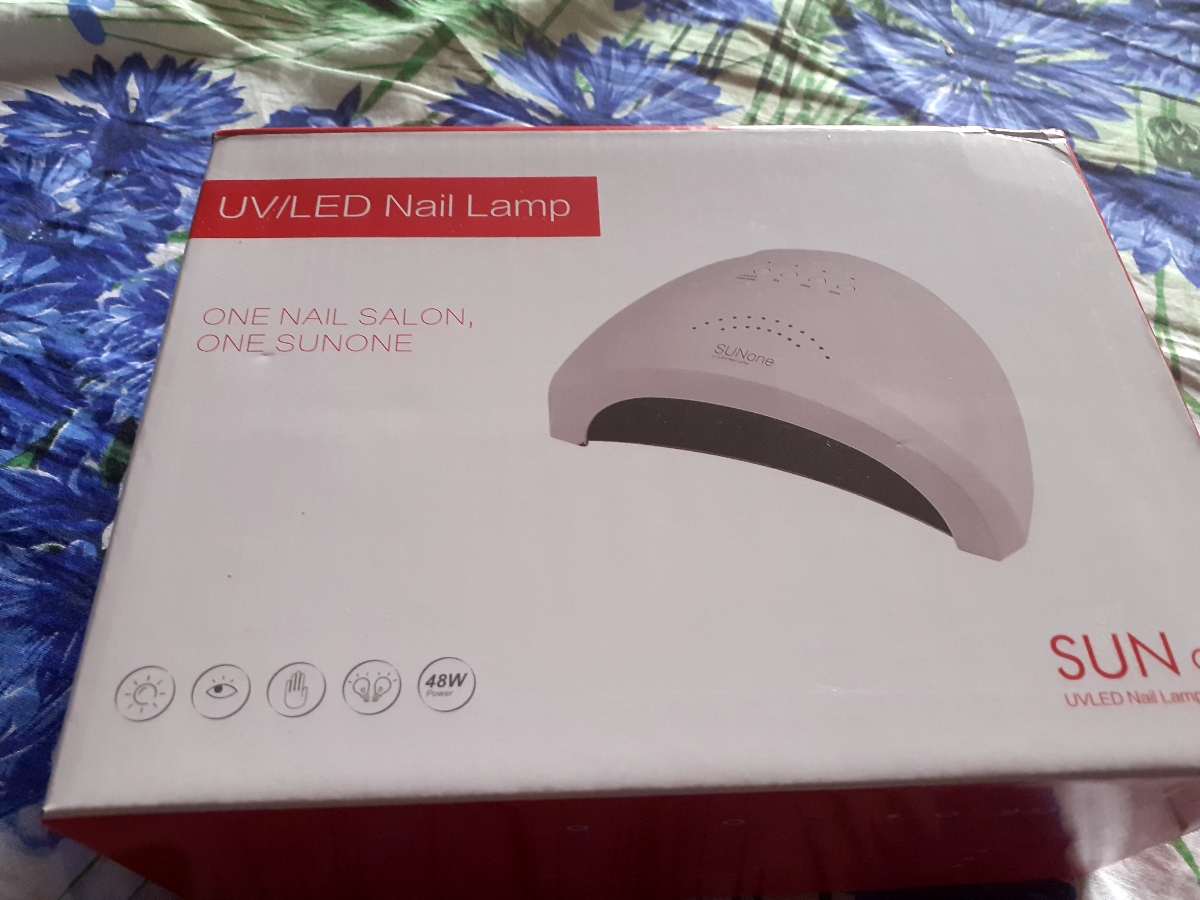 UV/LED Nail Lamp
ONE NAIL SALON,
ONE SUNONE
SUNone
48W
Power
SUN
UVLED Nail Lamp